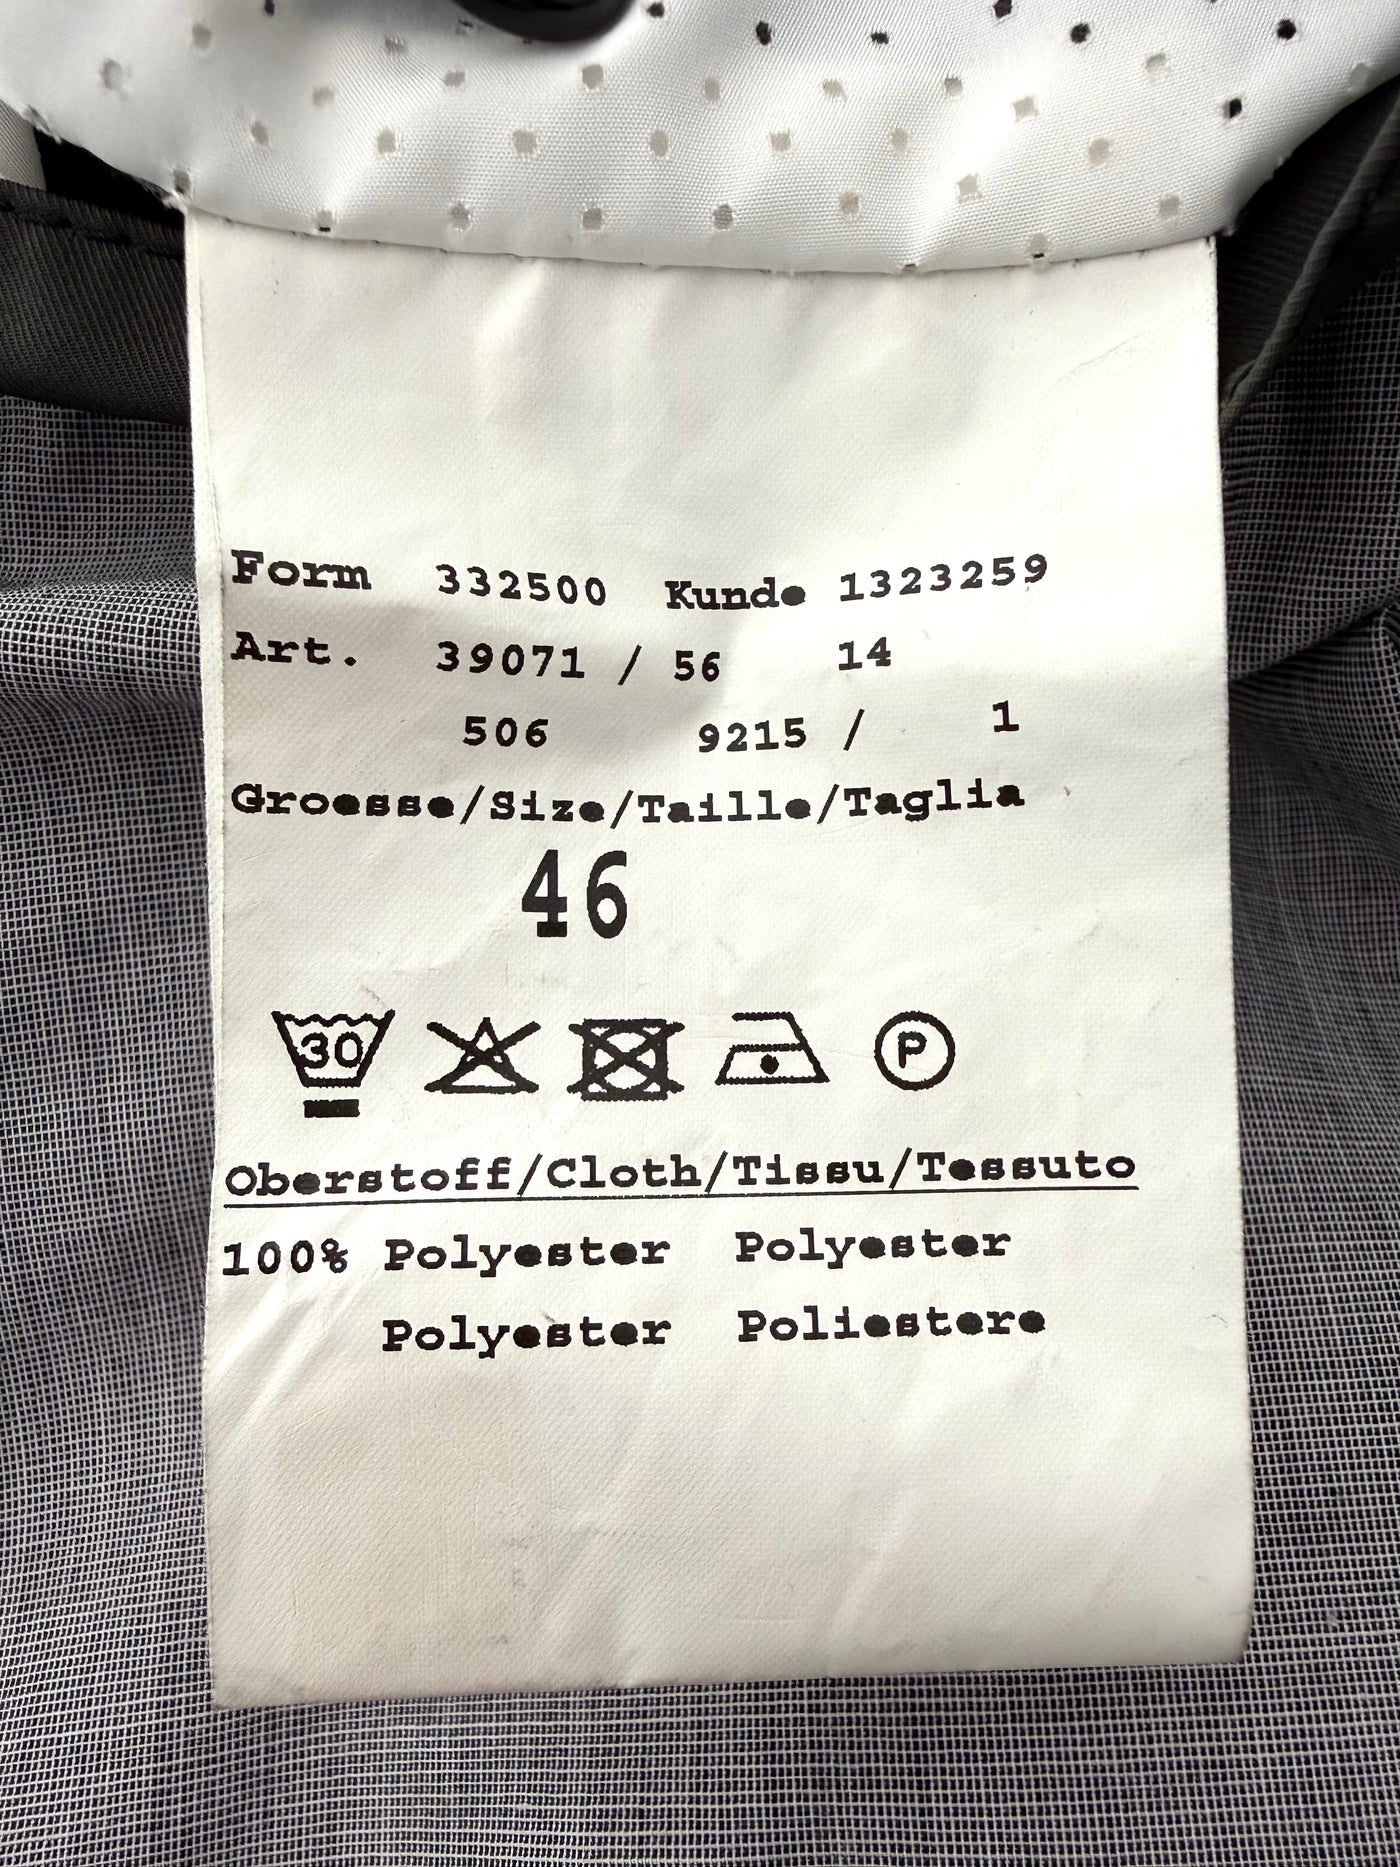 Form 332500 Kunde 1323259
Art. 39071 / 56 14
506 9215 / 1
Groesse/Size/Taille/Taglia
46
30 P
Oberstoff/Cloth/Tissu/Tessuto
100% Polyester Polyester
Polyester Poliestere